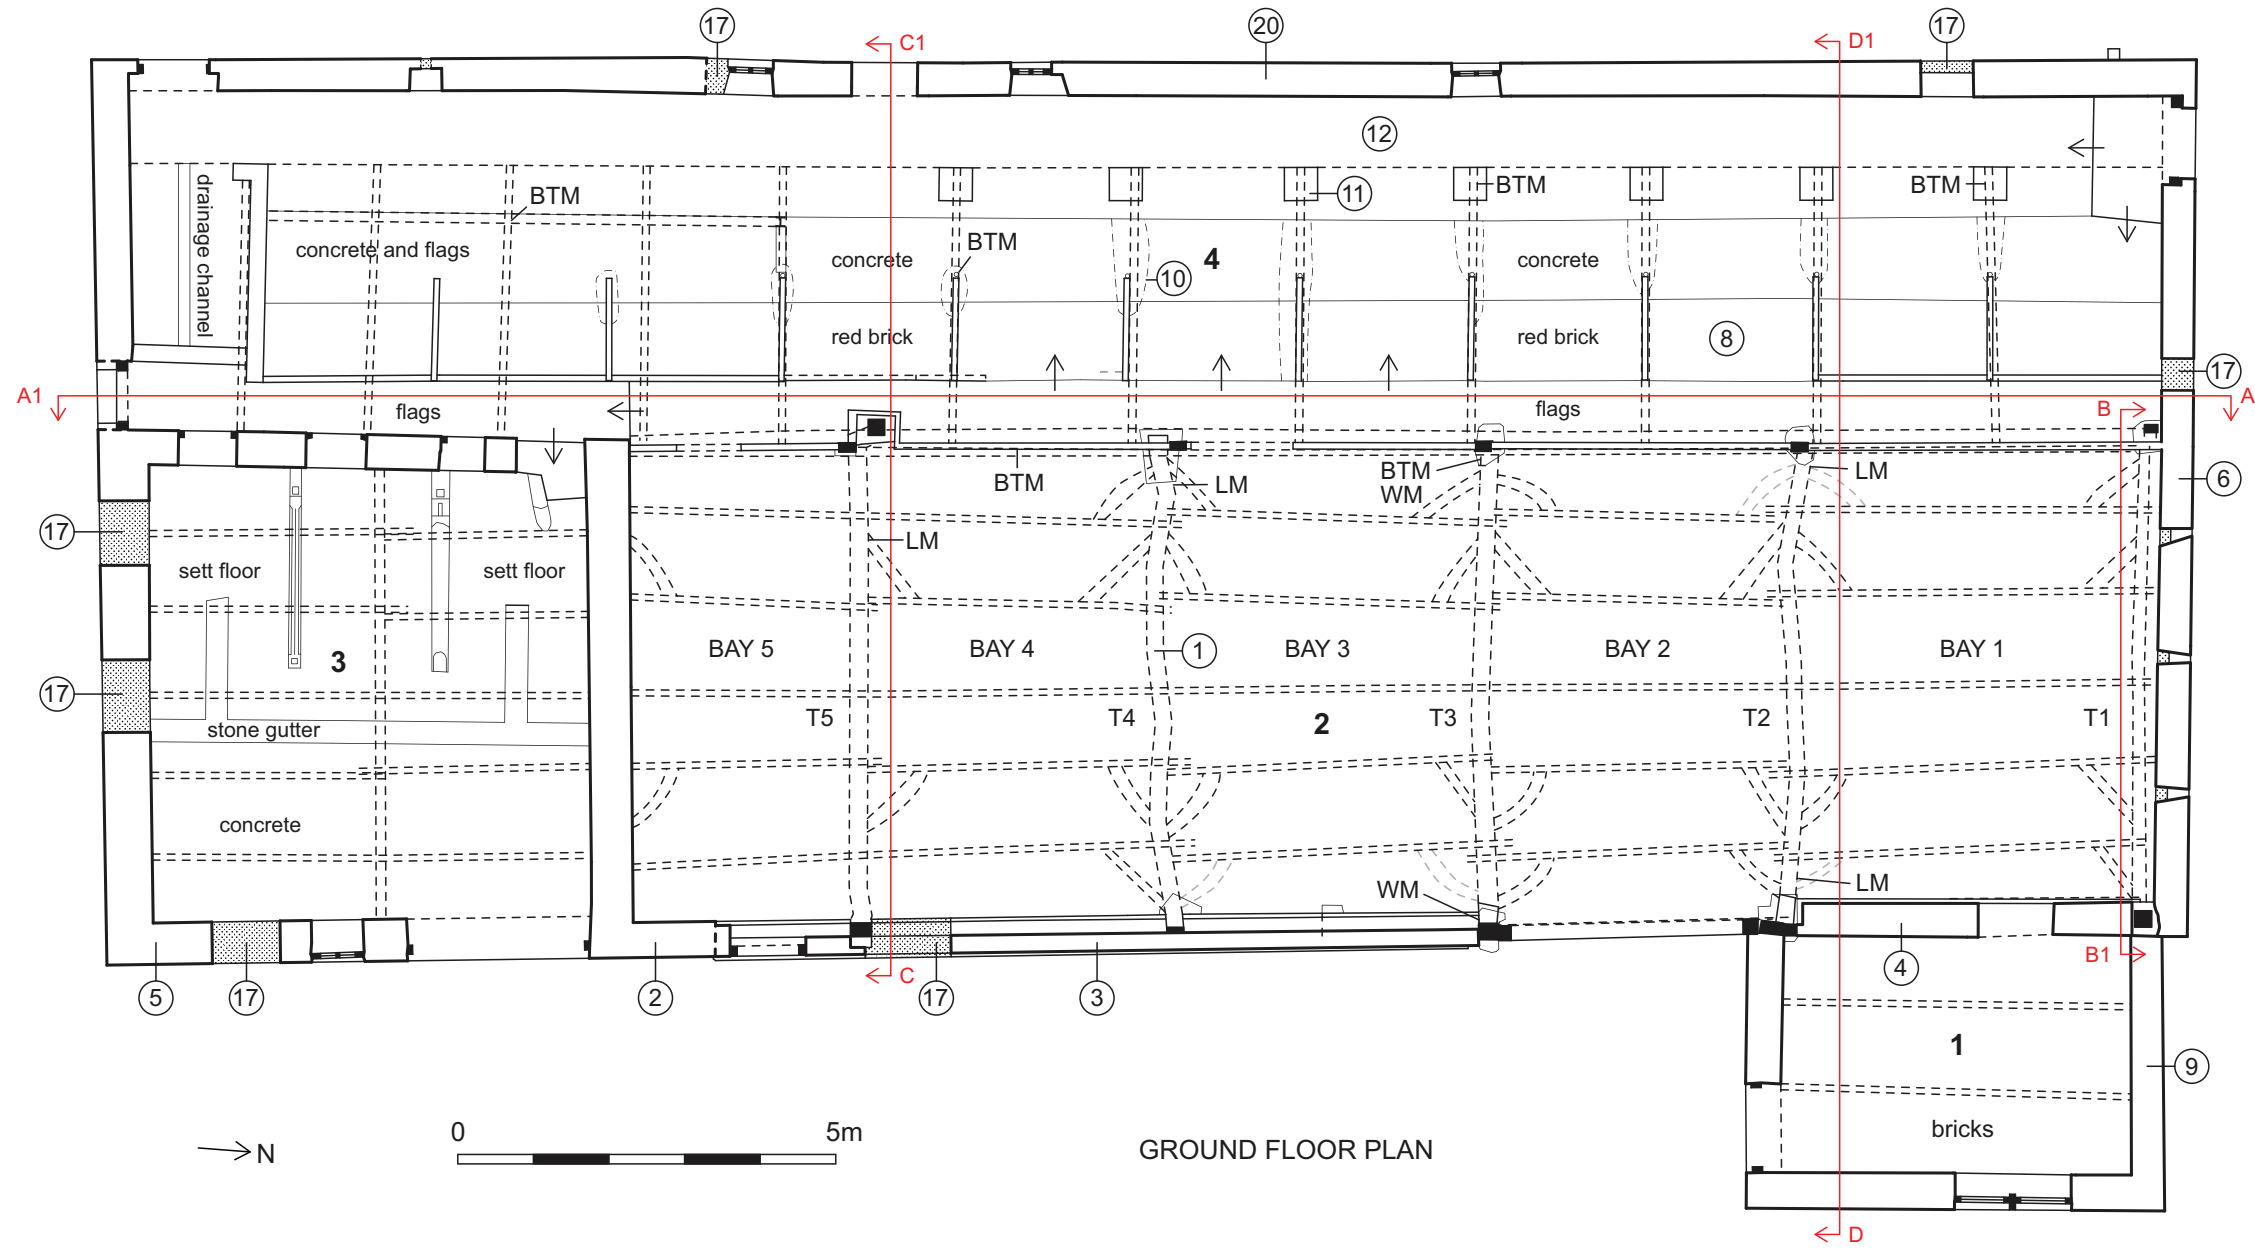 17
C1
20
D1
17
12
drainage channel
BTM
11
BTM
BTM
concrete and flags
BTM
concrete
10
4
concrete
red brick
red brick
8
17
A1
A
flags
flags
B
BTM
BTM
WM
LM
LM
6
17
LM
sett floor
sett floor
3
BAY 5
BAY 4
1
BAY 3
BAY 2
BAY 1
17
stone gutter
T5
T4
2
T3
T2
T1
concrete
WM
LM
5
17
2
C
17
3
4
B1
1
9
bricks
N
0
5m
GROUND FLOOR PLAN
D